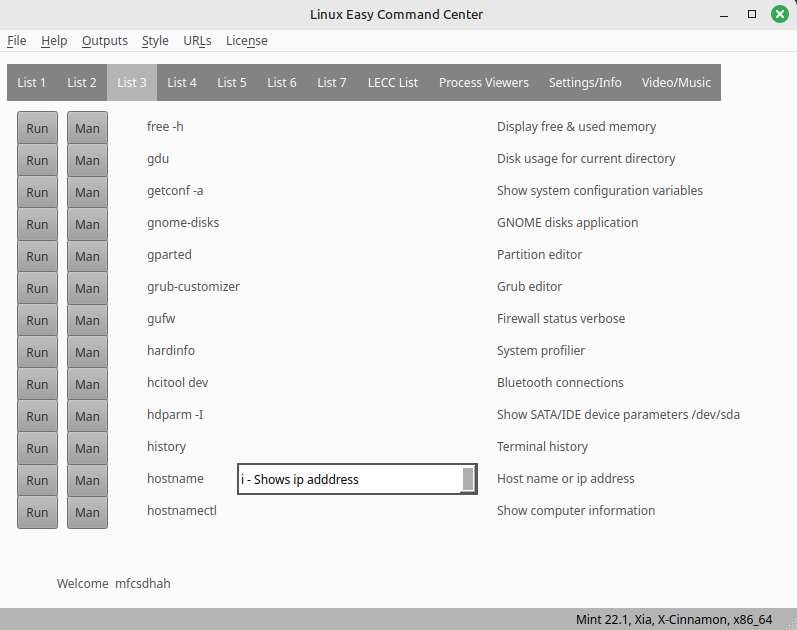 Linux Easy Command Center
File Help Outputs Style URLs License
List 1 List 2 List 3 List 4 List 5 List 6 List 7 LECC List Process Viewers Settings/Info Video/Music
Run Man free -h Display free & used memory
Run Man gdu Disk usage for current directory
Run Man getconf -a Show system configuration variables
Run Man gnome-disks GNOME disks application
Run Man gparted Partition editor
Run Man grub-customizer Grub editor
Run Man gufw Firewall status verbose
Run Man hardinfo System profilier
Run Man hcitool dev Bluetooth connections
Run Man hdparm -I Show SATA/IDE device parameters /dev/sda
Run Man history Terminal history
Run Man hostname i - Shows ip adddress Host name or ip address
Run Man hostnamectl Show computer information
Welcome mfcsdhah
Mint 22.1, Xia, X-Cinnamon, x86_64